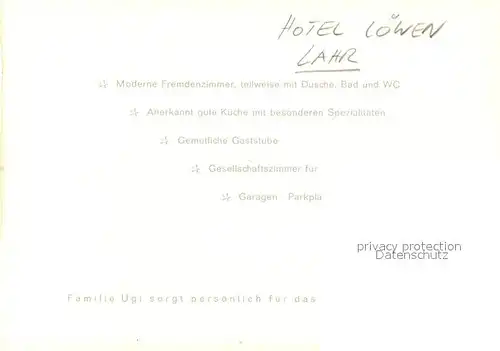 HOTEL LÖWEN
LAHR
Moderne Fremdenzimmer, teilweise mit Dusche, Bad und WC
Anerkannt gute Küche mit besonderen Spezialitäten
Gemütliche Gaststube
Gesellschaftszimmer für
Garagen Parkplä
privacy protection
Datenschutz
Familie Ugi sorgt persönlich für das